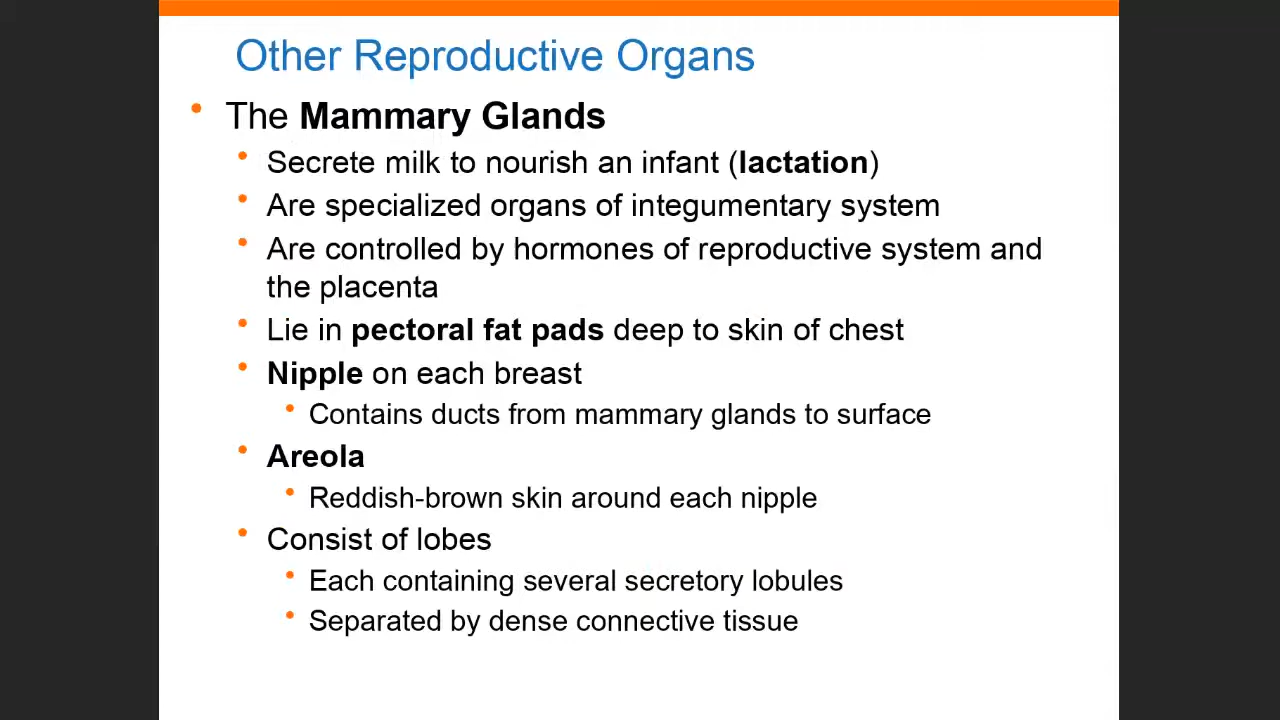 Other Reproductive Organs
• The Mammary Glands
• Secrete milk to nourish an infant (lactation)
• Are specialized organs of integumentary system
• Are controlled by hormones of reproductive system and
the placenta
• Lie in pectoral fat pads deep to skin of chest
• Nipple on each breast
• Contains ducts from mammary glands to surface
• Areola
• Reddish-brown skin around each nipple
• Consist of lobes
• Each containing several secretory lobules
• Separated by dense connective tissue